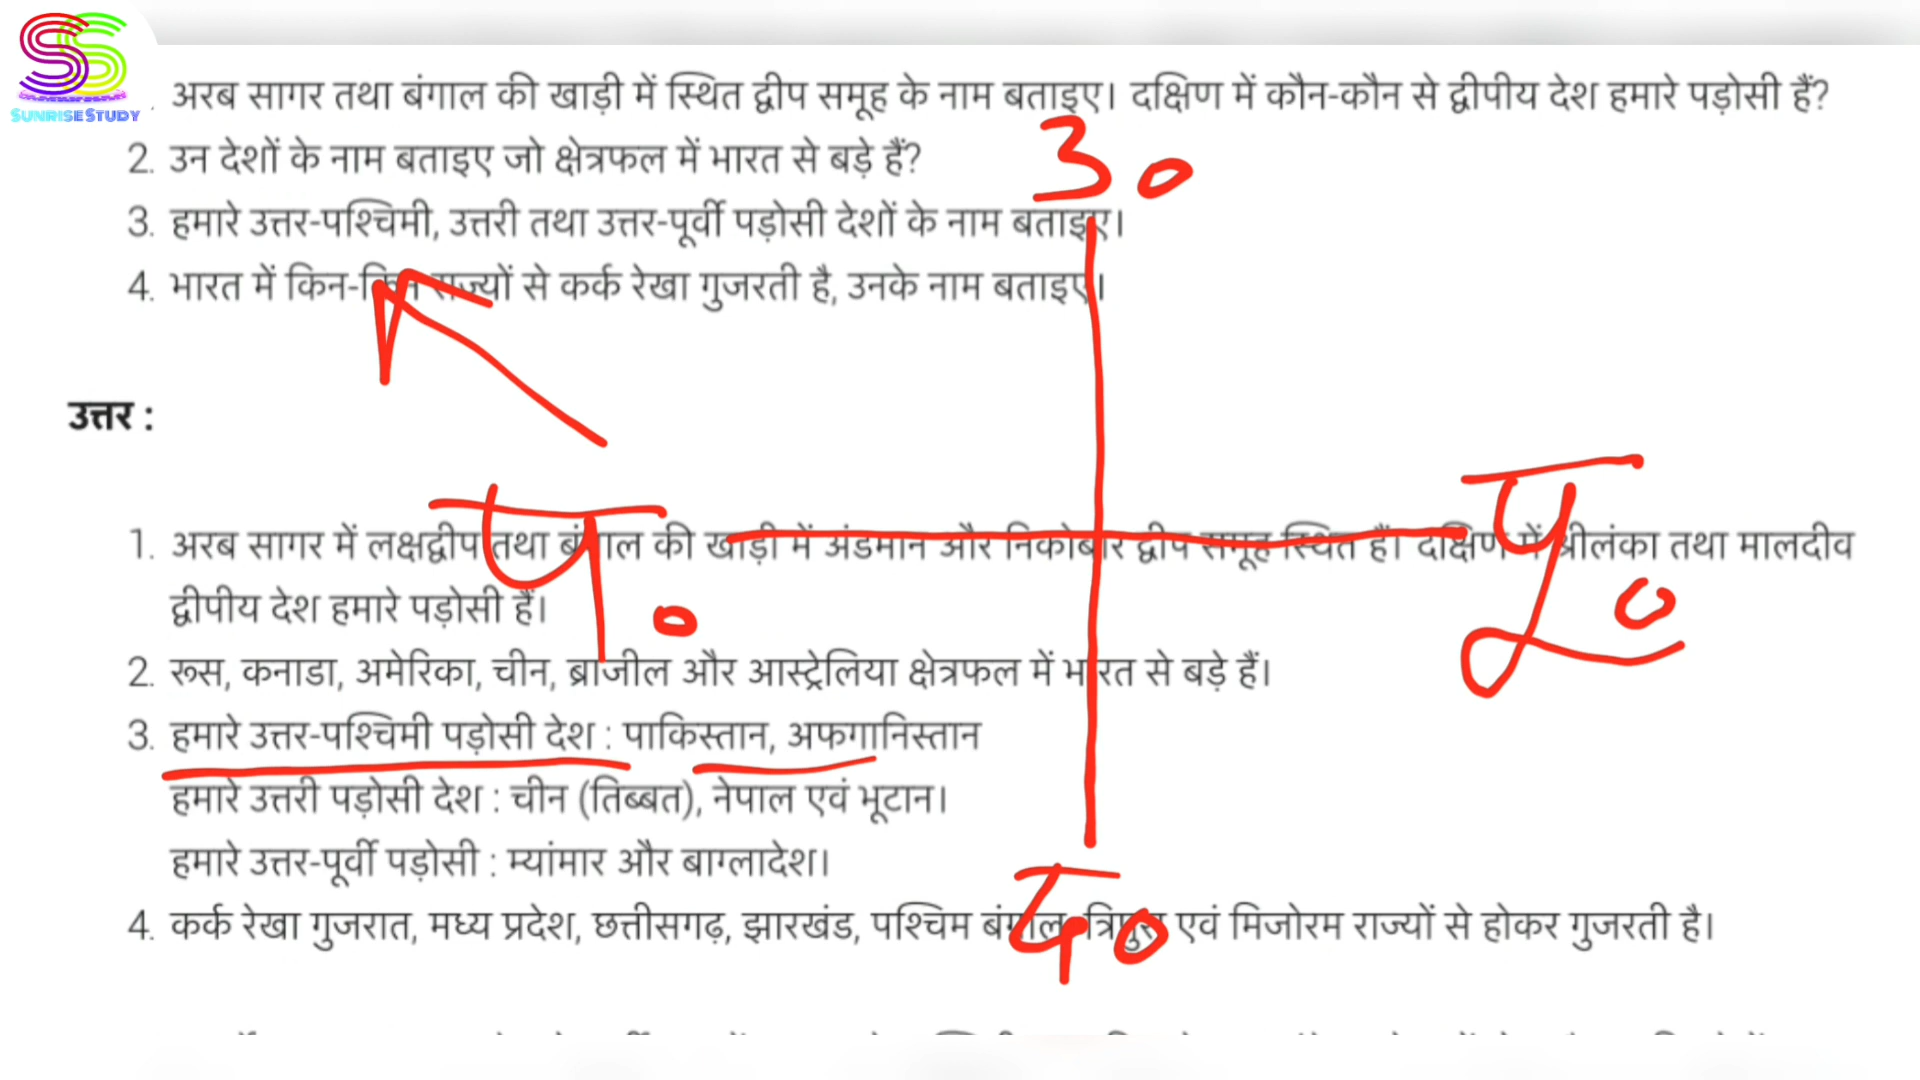 SUNRISESTUDY
अरब सागर तथा बंगाल की खाड़ी में स्थित द्वीप समूह के नाम बताइए। दक्षिण में कौन-कौन से द्वीपीय देश हमारे पड़ोसी हैं?
2. उन देशों के नाम बताइए जो क्षेत्रफल में भारत से बड़े हैं?
उ०
3. हमारे उत्तर-पश्चिमी, उत्तरी तथा उत्तर-पूर्वी पड़ोसी देशों के नाम बताइए।
4. भारत में किन-किन राज्यों से कर्क रेखा गुजरती है, उनके नाम बताइए।
उत्तर :
1. अरब सागर में लक्षद्वीप तथा बंगाल की खाड़ी में अंडमान और निकोबार द्वीप समूह स्थित हैं। दक्षिण में श्रीलंका तथा मालदीव
द्वीपीय देश हमारे पड़ोसी हैं।
प०
पू०
2. रूस, कनाडा, अमेरिका, चीन, ब्राजील और आस्ट्रेलिया क्षेत्रफल में भारत से बड़े हैं।
3. हमारे उत्तर-पश्चिमी पड़ोसी देश : पाकिस्तान, अफगानिस्तान
हमारे उत्तरी पड़ोसी देश : चीन (तिब्बत), नेपाल एवं भूटान।
हमारे उत्तर-पूर्वी पड़ोसी : म्यांमार और बाग्लादेश।
4. कर्क रेखा गुजरात, मध्य प्रदेश, छत्तीसगढ़, झारखंड, पश्चिम बंगाल, त्रिपुरा एवं मिजोरम राज्यों से होकर गुजरती है।
द०